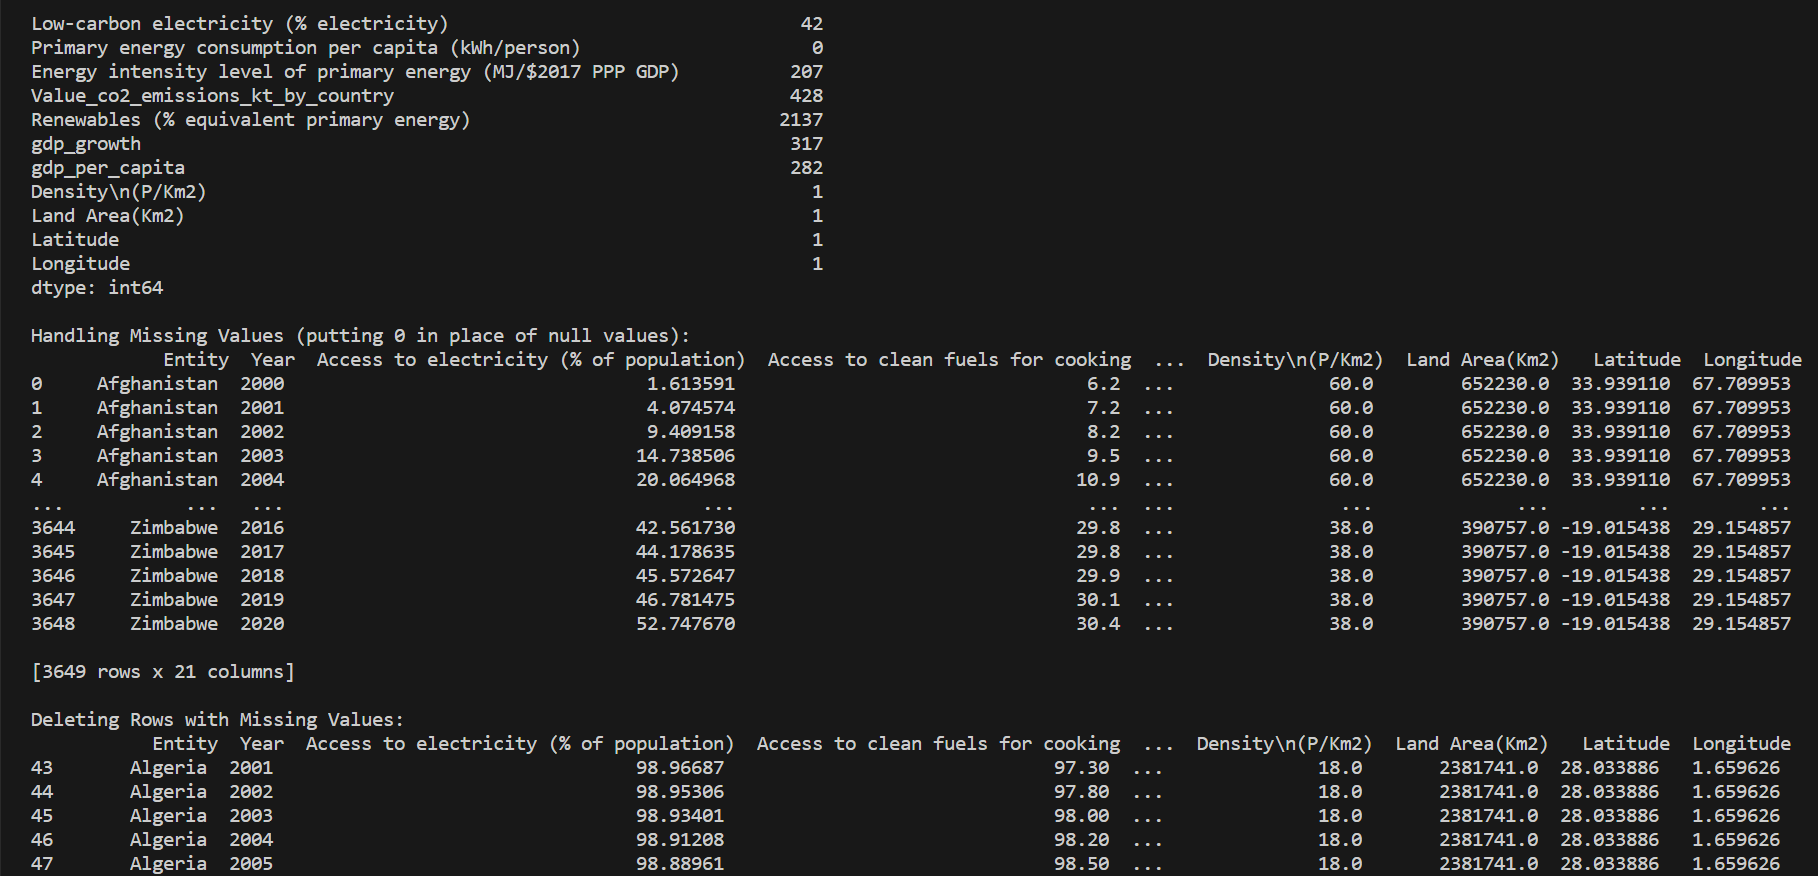 Low-carbon electricity (% electricity) 42
Primary energy consumption per capita (kWh/person) 0
Energy intensity level of primary energy (MJ/$2017 PPP GDP) 207
Value_co2_emissions_kt_by_country 428
Renewables (% equivalent primary energy) 2137
gdp_growth 317
gdp_per_capita 282
Density\n(P/Km2) 1
Land Area(Km2) 1
Latitude 1
Longitude 1
dtype: int64
Handling Missing Values (putting 0 in place of null values):
Entity Year Access to electricity (% of population) Access to clean fuels for cooking ... Density\n(P/Km2) Land Area(Km2) Latitude Longitude
0 Afghanistan 2000 1.613591 6.2 ... 60.0 652230.0 33.939110 67.709953
1 Afghanistan 2001 4.074574 7.2 ... 60.0 652230.0 33.939110 67.709953
2 Afghanistan 2002 9.409158 8.2 ... 60.0 652230.0 33.939110 67.709953
3 Afghanistan 2003 14.738506 9.5 ... 60.0 652230.0 33.939110 67.709953
4 Afghanistan 2004 20.064968 10.9 ... 60.0 652230.0 33.939110 67.709953
... ... ... ... ... ... ... ... ... ...
3644 Zimbabwe 2016 42.561730 29.8 ... 38.0 390757.0 -19.015438 29.154857
3645 Zimbabwe 2017 44.178635 29.8 ... 38.0 390757.0 -19.015438 29.154857
3646 Zimbabwe 2018 45.572647 29.9 ... 38.0 390757.0 -19.015438 29.154857
3647 Zimbabwe 2019 46.781475 30.1 ... 38.0 390757.0 -19.015438 29.154857
3648 Zimbabwe 2020 52.747670 30.4 ... 38.0 390757.0 -19.015438 29.154857
[3649 rows x 21 columns]
Deleting Rows with Missing Values:
Entity Year Access to electricity (% of population) Access to clean fuels for cooking ... Density\n(P/Km2) Land Area(Km2) Latitude Longitude
43 Algeria 2001 98.96687 97.30 ... 18.0 2381741.0 28.033886 1.659626
44 Algeria 2002 98.95306 97.80 ... 18.0 2381741.0 28.033886 1.659626
45 Algeria 2003 98.93401 98.00 ... 18.0 2381741.0 28.033886 1.659626
46 Algeria 2004 98.91208 98.20 ... 18.0 2381741.0 28.033886 1.659626
47 Algeria 2005 98.88961 98.50 ... 18.0 2381741.0 28.033886 1.659626